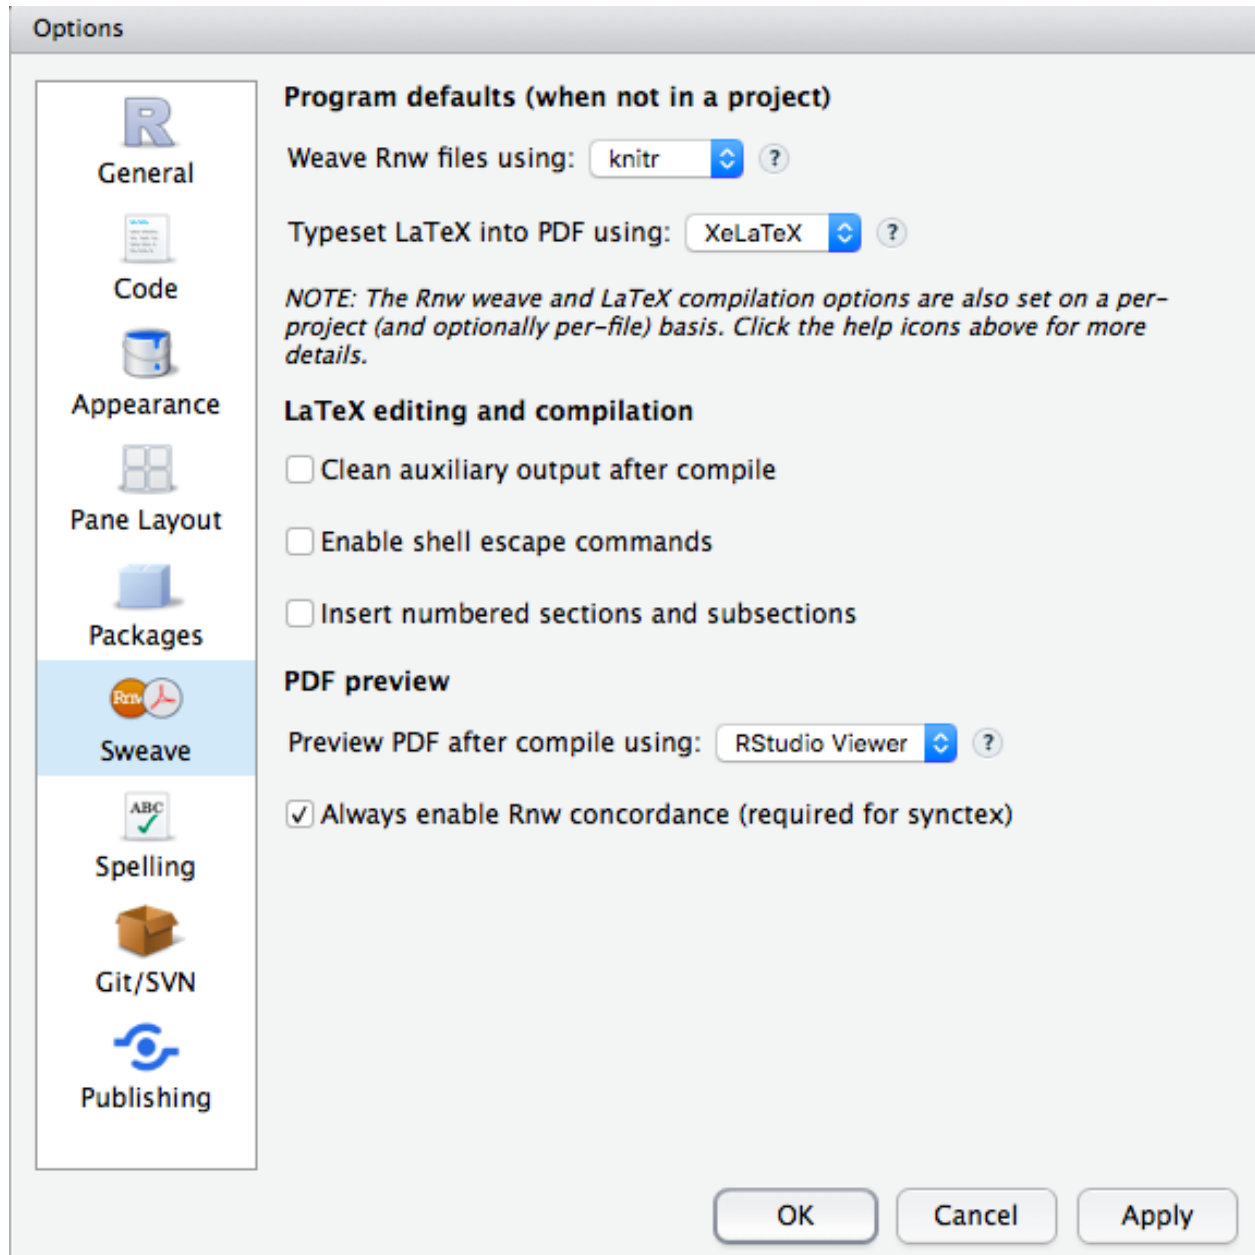 Options
R
General
Code
Appearance
Pane Layout
Packages
Rnw
Sweave
ABC
Spelling
Git/SVN
Publishing
Program defaults (when not in a project)
Weave Rnw files using: knitr ?
Typeset LaTeX into PDF using: XeLaTeX ?
NOTE: The Rnw weave and LaTeX compilation options are also set on a per-
project (and optionally per-file) basis. Click the help icons above for more
details.
LaTeX editing and compilation
Clean auxiliary output after compile
Enable shell escape commands
Insert numbered sections and subsections
PDF preview
Preview PDF after compile using: RStudio Viewer ?
Always enable Rnw concordance (required for synctex)
OK Cancel Apply